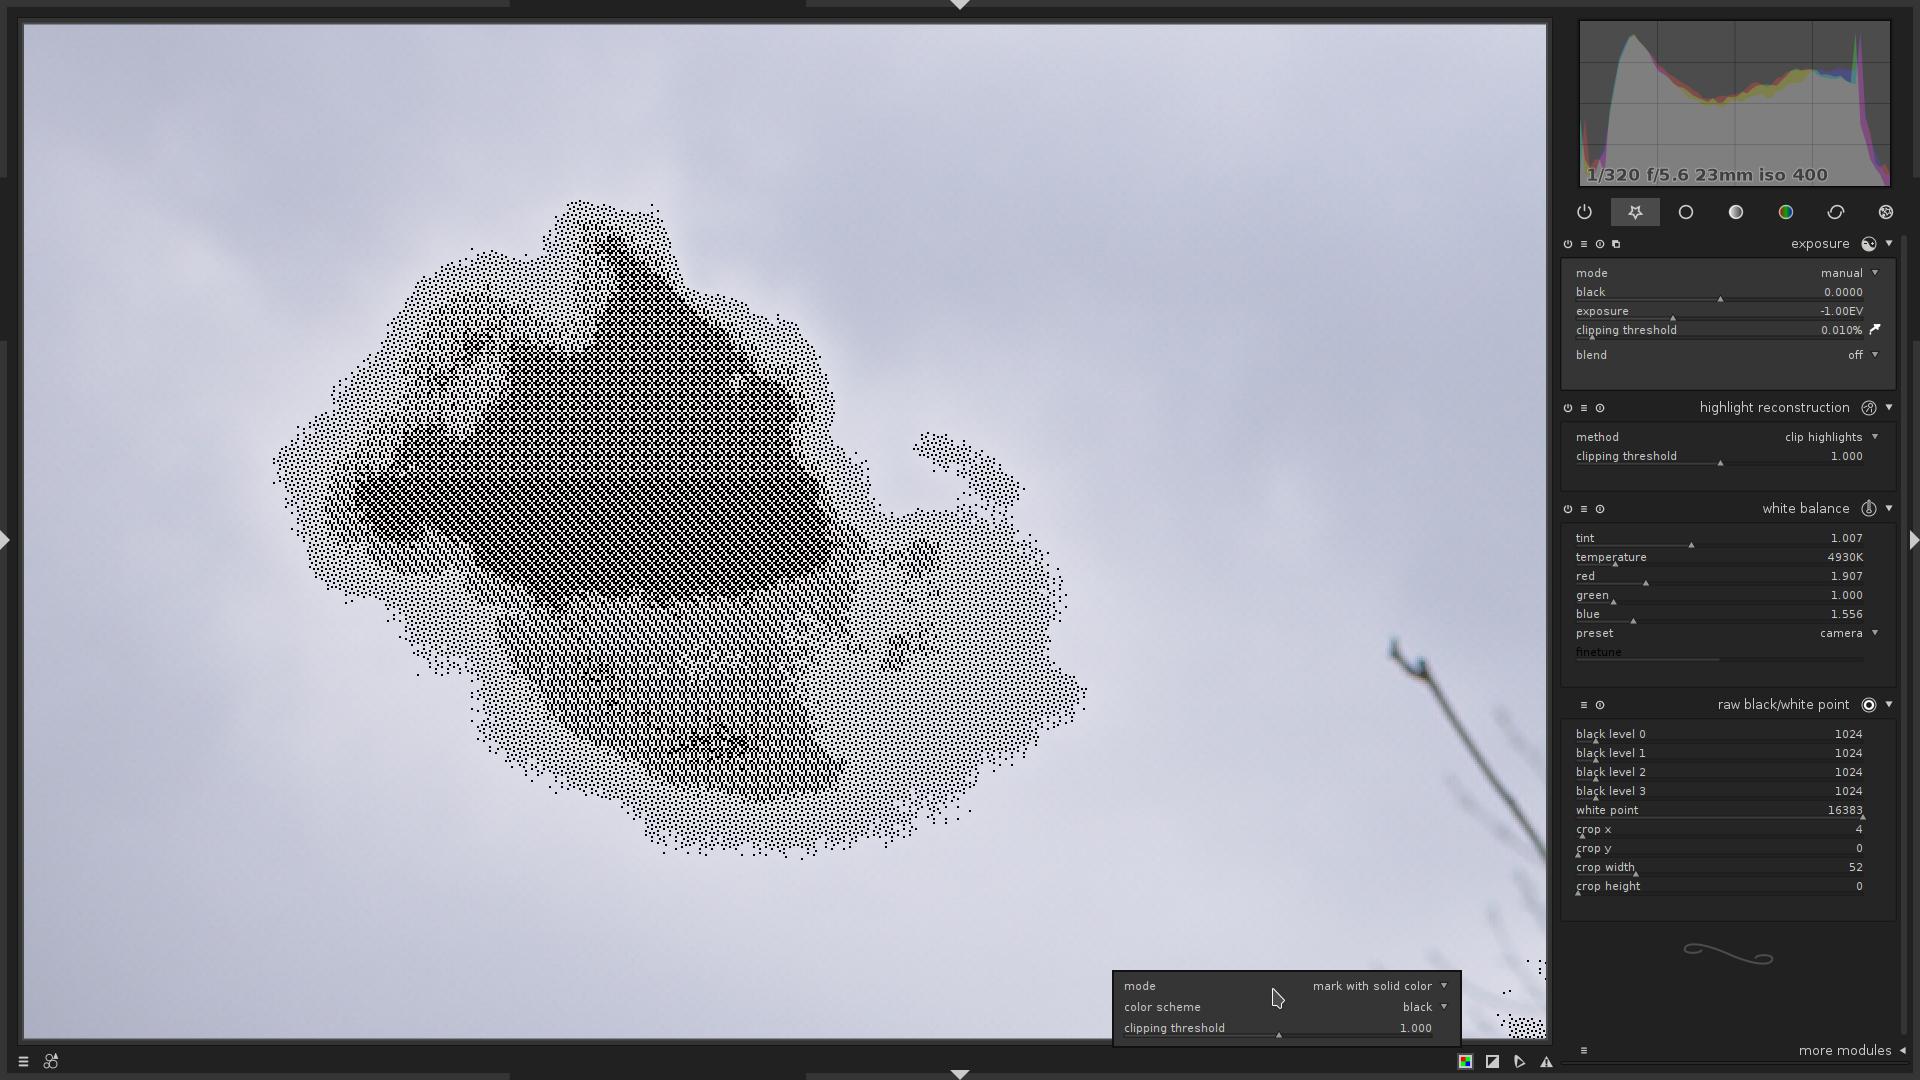 1/320 f/5.6 23mm iso 400
exposure
mode manual
black 0.0000
exposure -1.00EV
clipping threshold 0.010%
blend off
highlight reconstruction
method clip highlights
clipping threshold 1.000
white balance
tint 1.007
temperature 4930K
red 1.907
green 1.000
blue 1.556
preset camera
finetune
raw black/white point
black level 0 1024
black level 1 1024
black level 2 1024
black level 3 1024
white point 16383
crop x 4
crop y 0
crop width 52
crop height 0
mode mark with solid color
color scheme black
clipping threshold 1.000
more modules